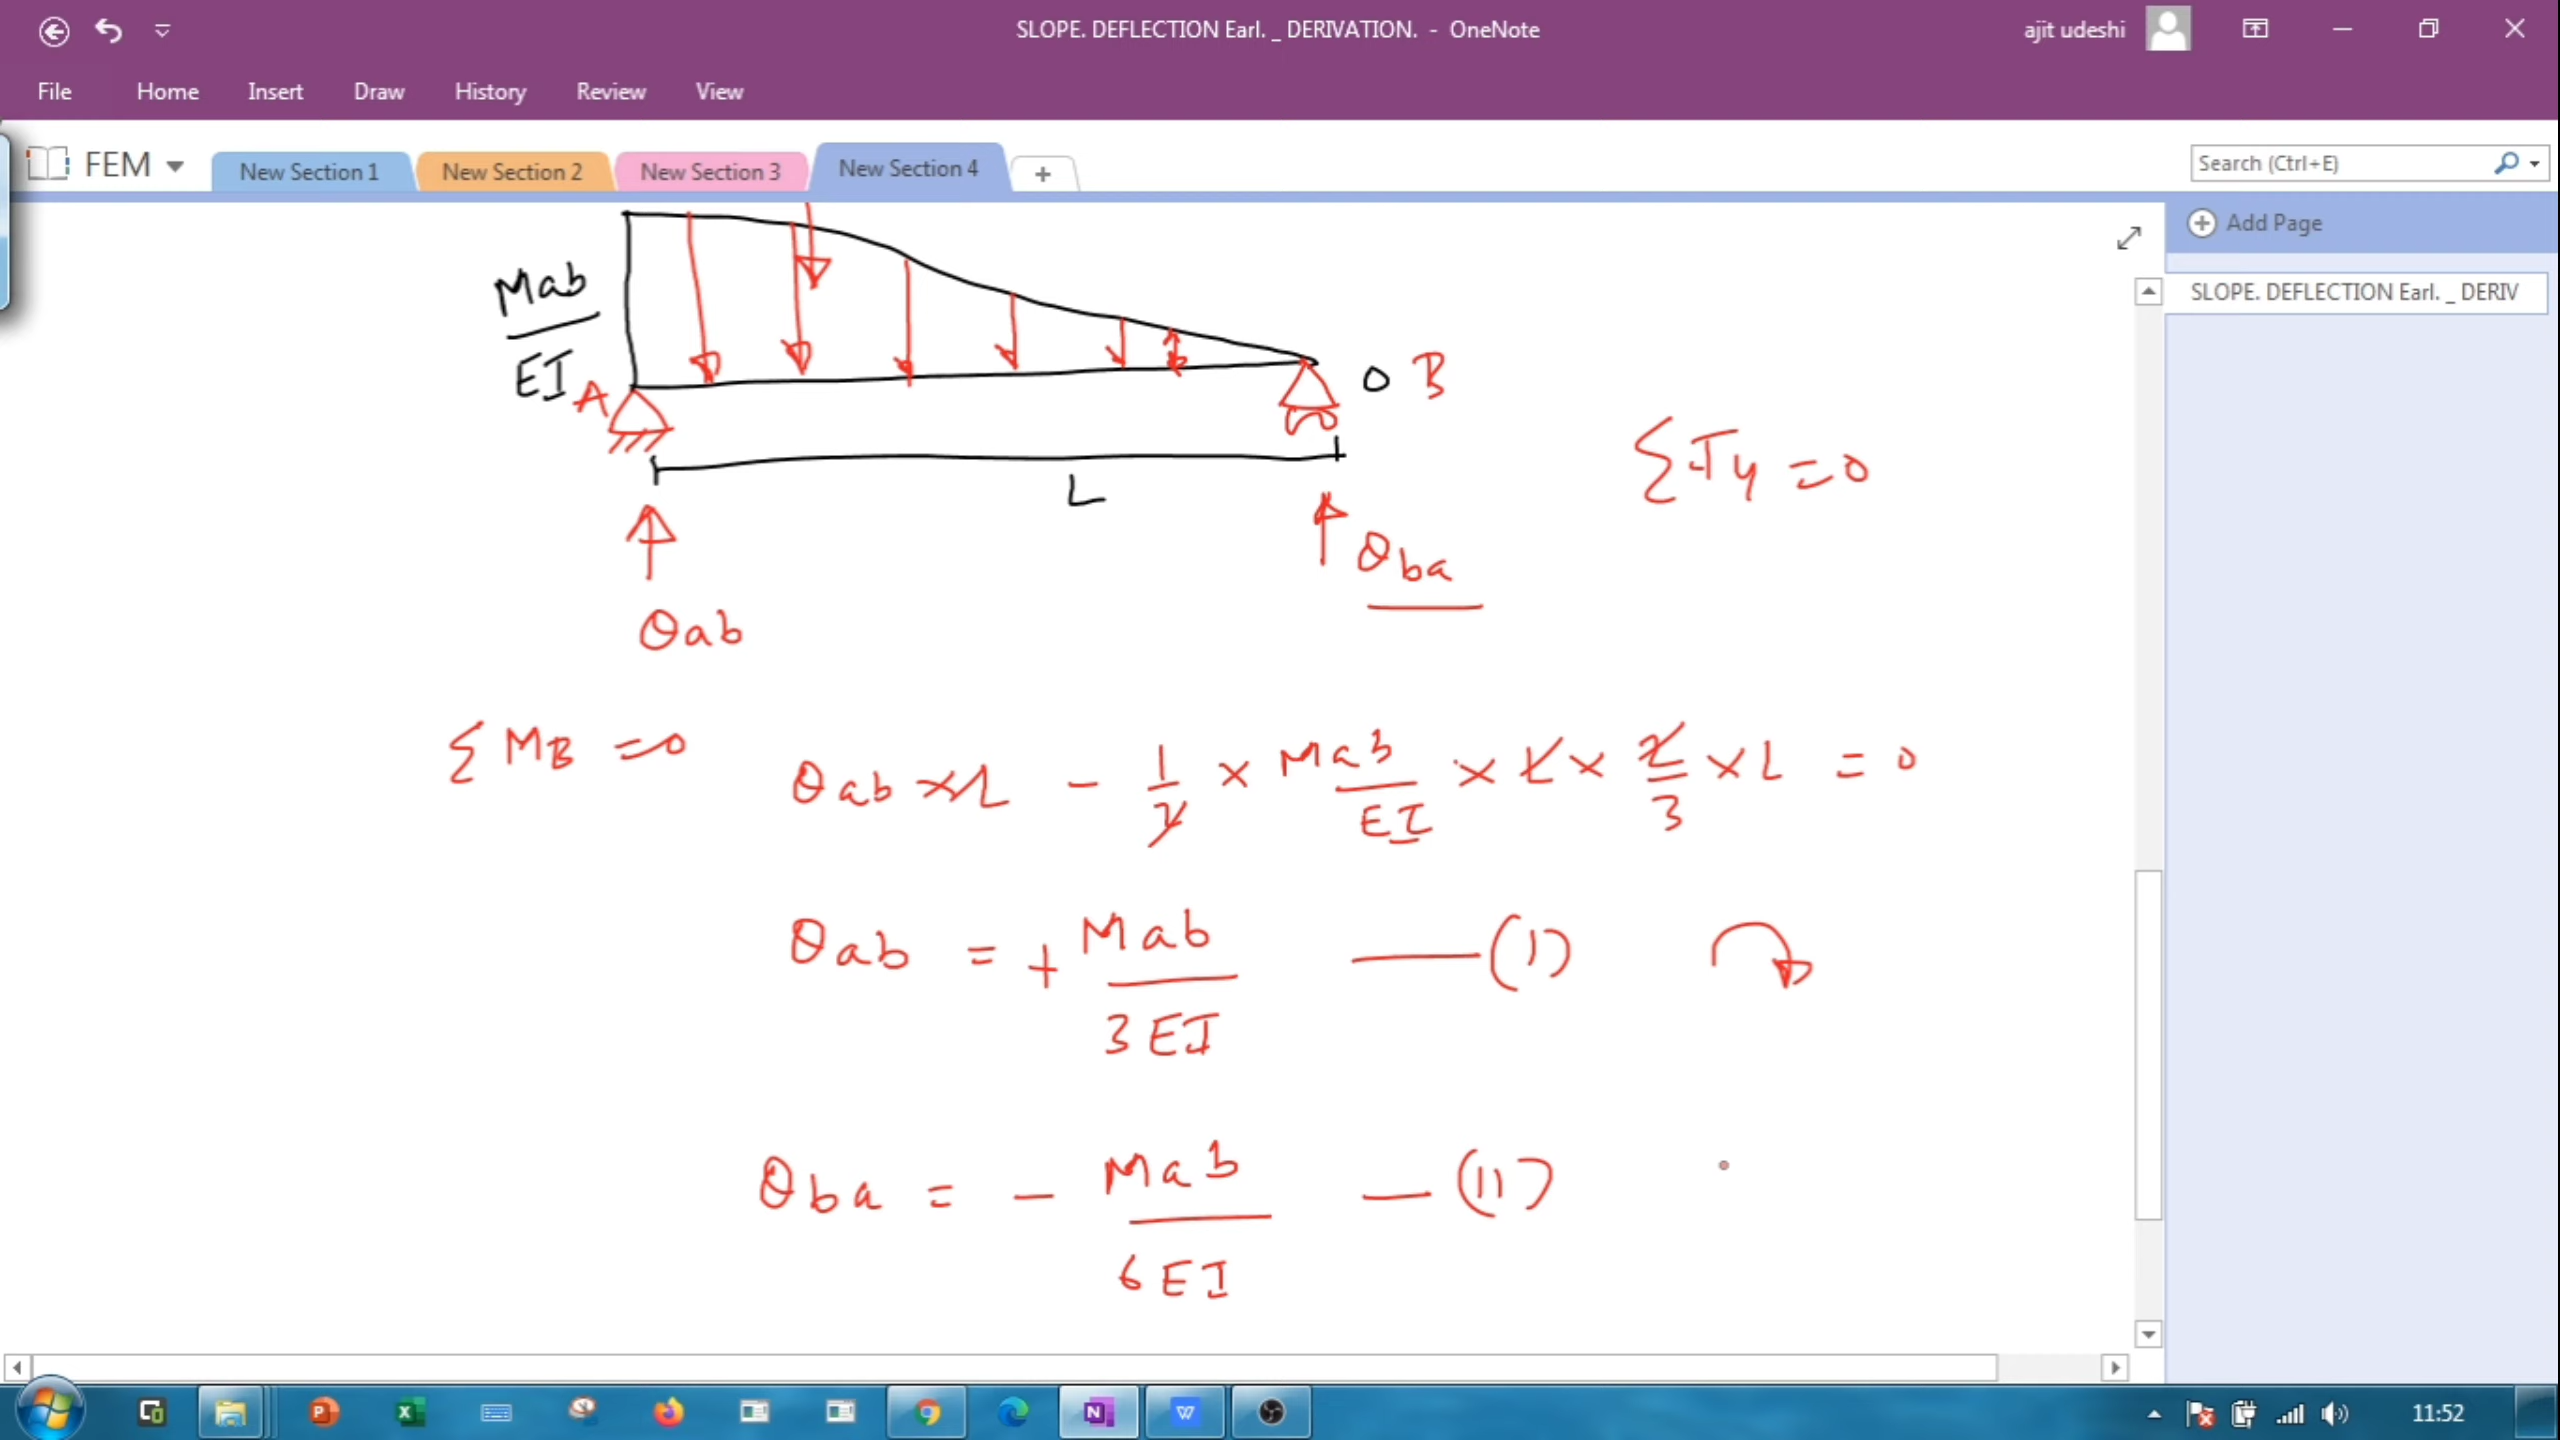 SLOPE. DEFLECTION Earl. _ DERIVATION. - OneNote
ajit udeshi
File Home Insert Draw History Review View
FEM
New Section 1 New Section 2 New Section 3 New Section 4 +
Search (Ctrl+E)
Add Page
SLOPE. DEFLECTION Earl. _ DERIV
Mab
EI
A
0 B
L
θab
θba
=0
Σ MB =0
θab × L - 1/2 × Mab/EI × L × 2/3 × L = 0
θab = + Mab/3EI — (I)
θba = - Mab/6EI — (II)
11:52